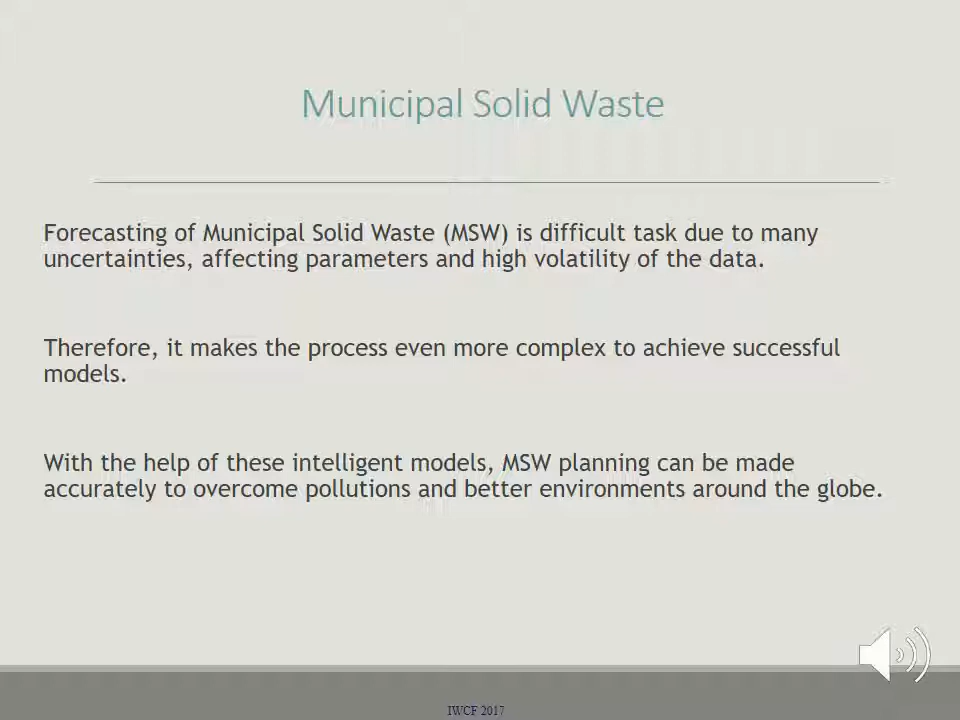 Municipal Solid Waste
Forecasting of Municipal Solid Waste (MSW) is difficult task due to many
uncertainties, affecting parameters and high volatility of the data.
Therefore, it makes the process even more complex to achieve successful
models.
With the help of these intelligent models, MSW planning can be made
accurately to overcome pollutions and better environments around the globe.
IWCF 2017